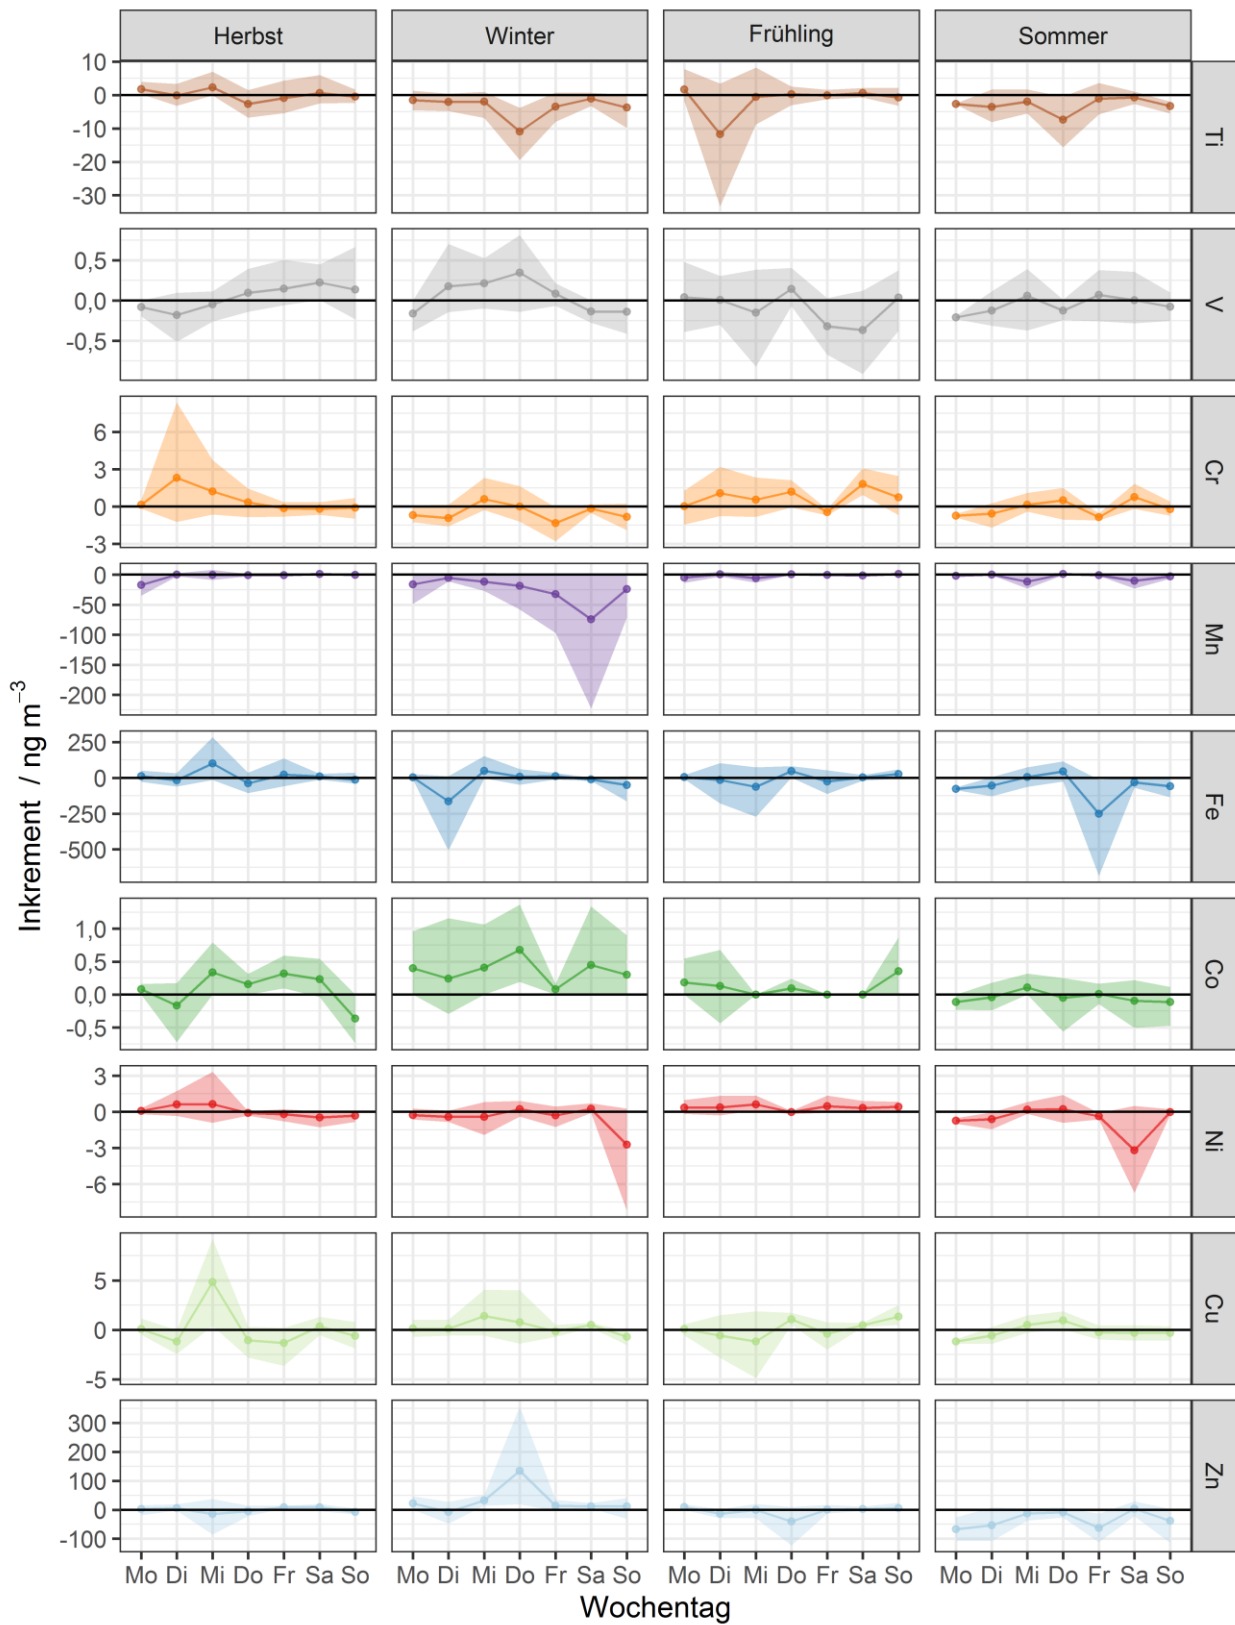 Herbst Winter Frühling Sommer
10
0
-10
-20
-30
Ti
0,5
0,0
-0,5
V
6
3
0
-3
Cr
0
-50
-100
-150
-200
Mn
250
0
-250
-500
Fe
1,0
0,5
0,0
-0,5
Co
3
0
-3
-6
Ni
5
0
-5
Cu
300
200
100
0
-100
Zn
Inkrement / ng m⁻³
Mo Di Mi Do Fr Sa So Mo Di Mi Do Fr Sa So Mo Di Mi Do Fr Sa So Mo Di Mi Do Fr Sa So
Wochentag